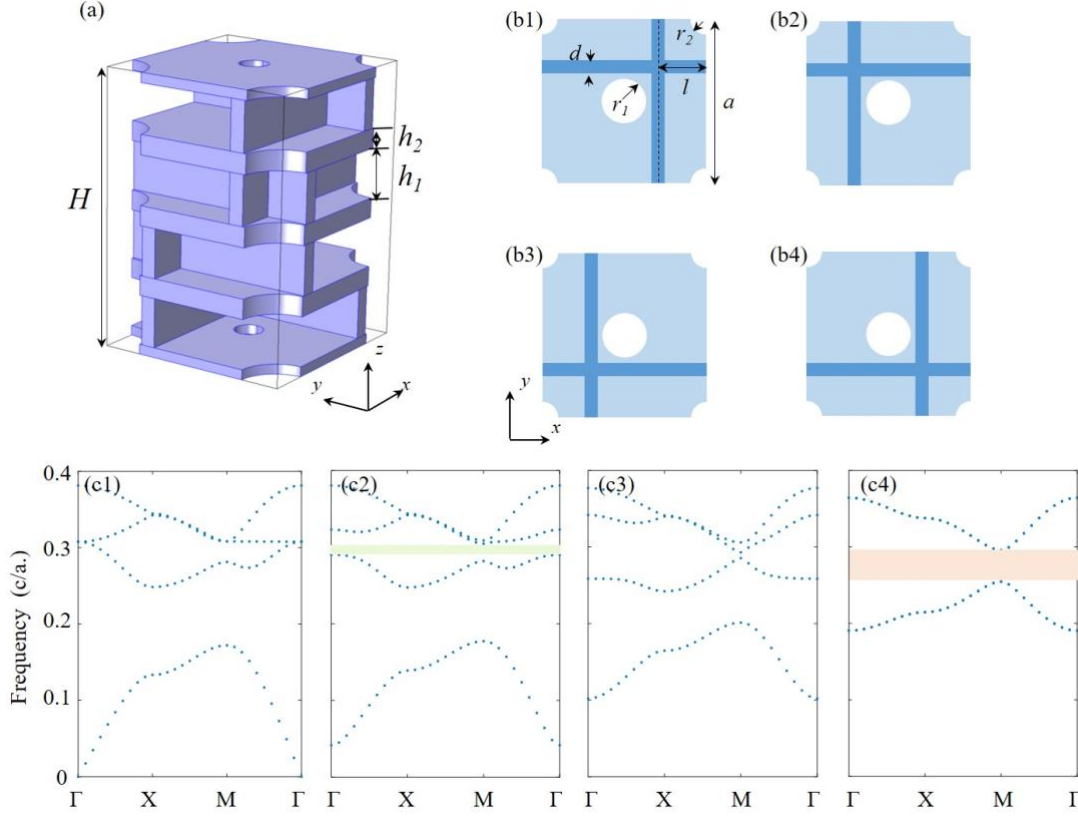 (a)
H
h2
h1
z
y
x
(b1)
r2
d
l
a
r1
(b2)
(b3)
(b4)
y
x
Frequency (c/a.)
0.4
0.3
0.2
0.1
0
(c1)
(c2)
(c3)
(c4)
Γ X M Γ
Γ X M Γ
Γ X M Γ
Γ X M Γ